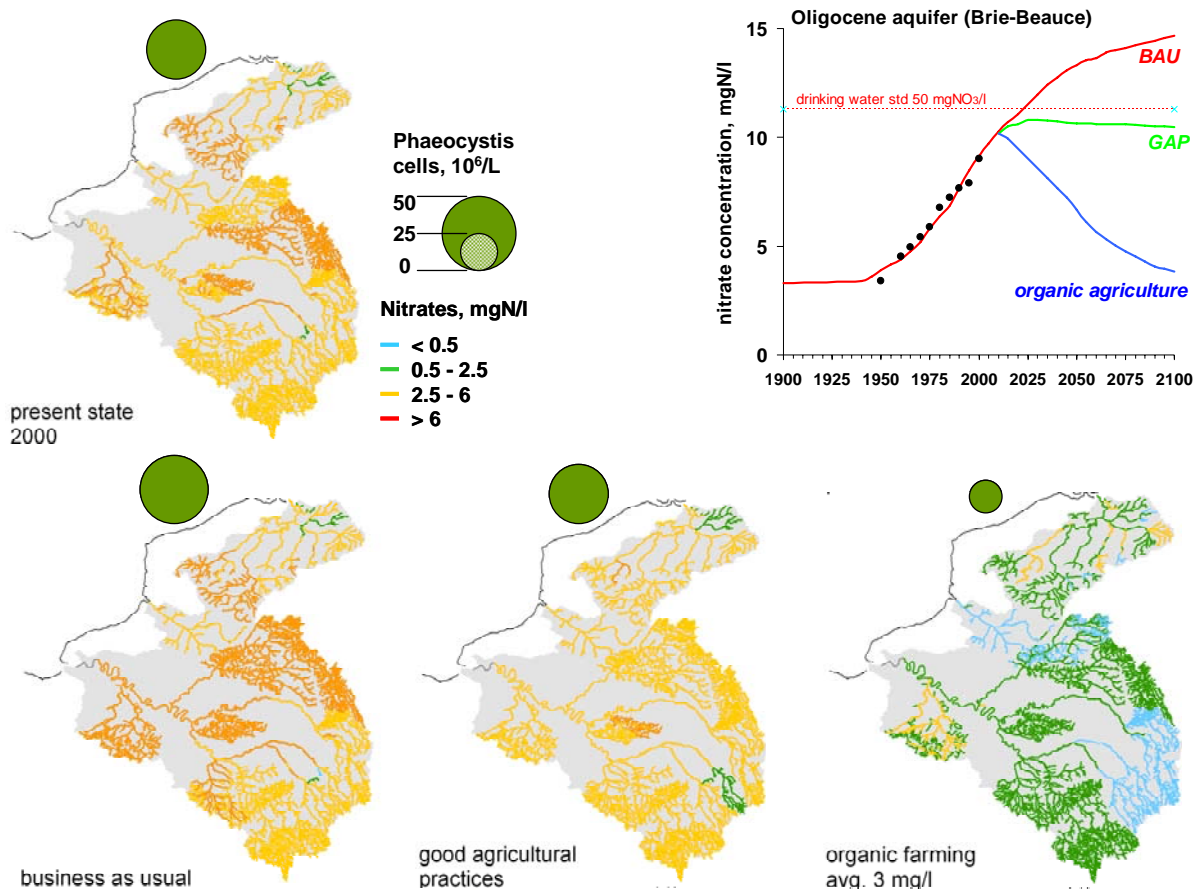 Oligocene aquifer (Brie-Beauce)
15
10
5
0
nitrate concentration, mgN/l
BAU
drinking water std 50 mgNO3/l
GAP
organic agriculture
1900 1925 1950 1975 2000 2025 2050 2075 2100
Phaeocystis
cells, 10⁶/L
50
25
0
Nitrates, mgN/l
< 0.5
0.5 - 2.5
2.5 - 6
> 6
present state
2000
business as usual
good agricultural
practices
organic farming
avg. 3 mg/l